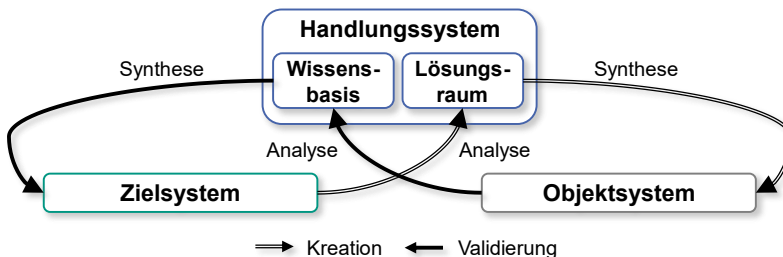 Handlungssystem
Synthese
Wissens-
basis
Lösungs-
raum
Synthese
Analyse
Analyse
Zielsystem
Objektsystem
Kreation
Validierung